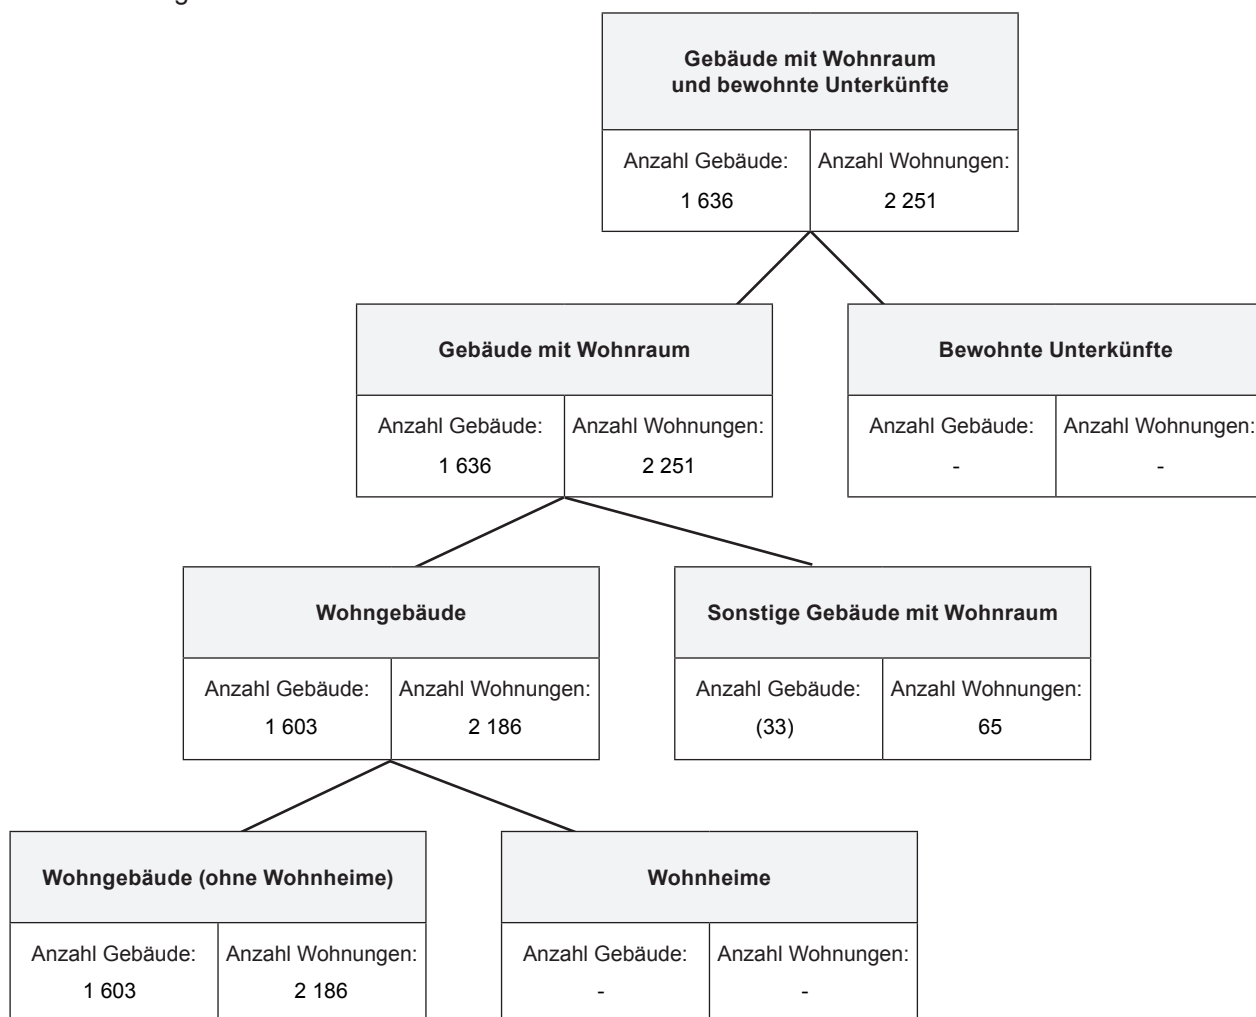 Gebäude mit Wohnraum
und bewohnte Unterkünfte
Anzahl Gebäude: Anzahl Wohnungen:
1 636 2 251
Gebäude mit Wohnraum Bewohnte Unterkünfte
Anzahl Gebäude: Anzahl Wohnungen: Anzahl Gebäude: Anzahl Wohnungen:
1 636 2 251 - -
Wohngebäude Sonstige Gebäude mit Wohnraum
Anzahl Gebäude: Anzahl Wohnungen: Anzahl Gebäude: Anzahl Wohnungen:
1 603 2 186 (33) 65
Wohngebäude (ohne Wohnheime) Wohnheime
Anzahl Gebäude: Anzahl Wohnungen: Anzahl Gebäude: Anzahl Wohnungen:
1 603 2 186 - -